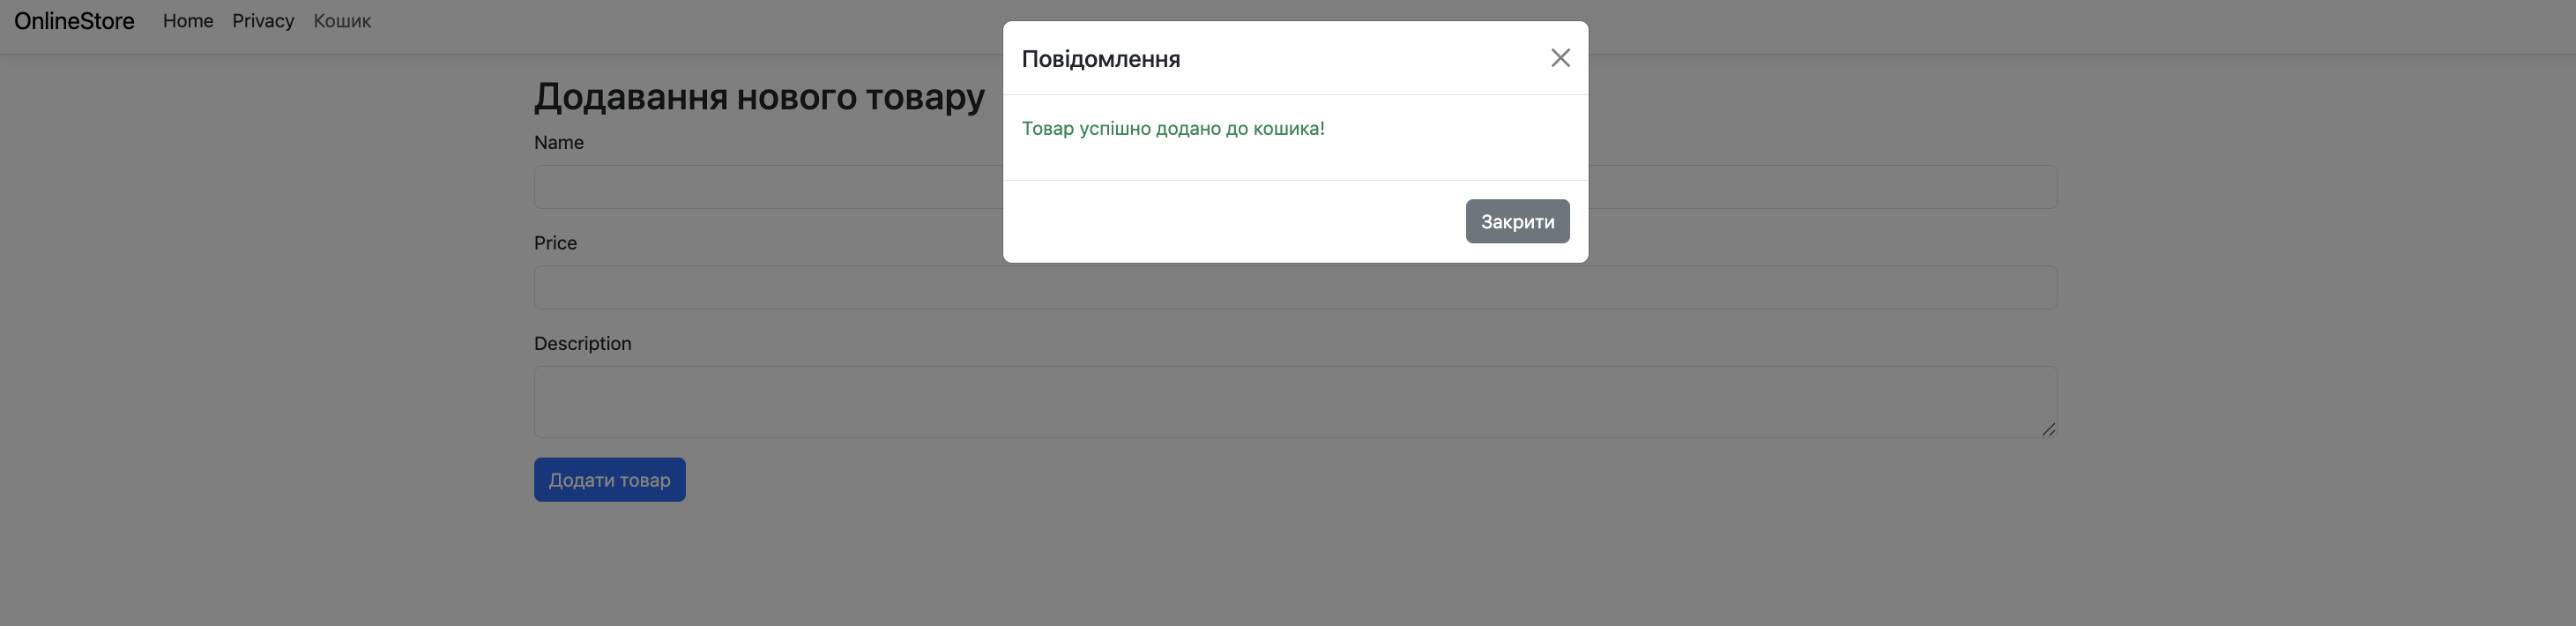 OnlineStore Home Privacy Кошик
Повідомлення
Товар успішно додано до кошика!
Закрити
Додавання нового товару
Name
Price
Description
Додати товар